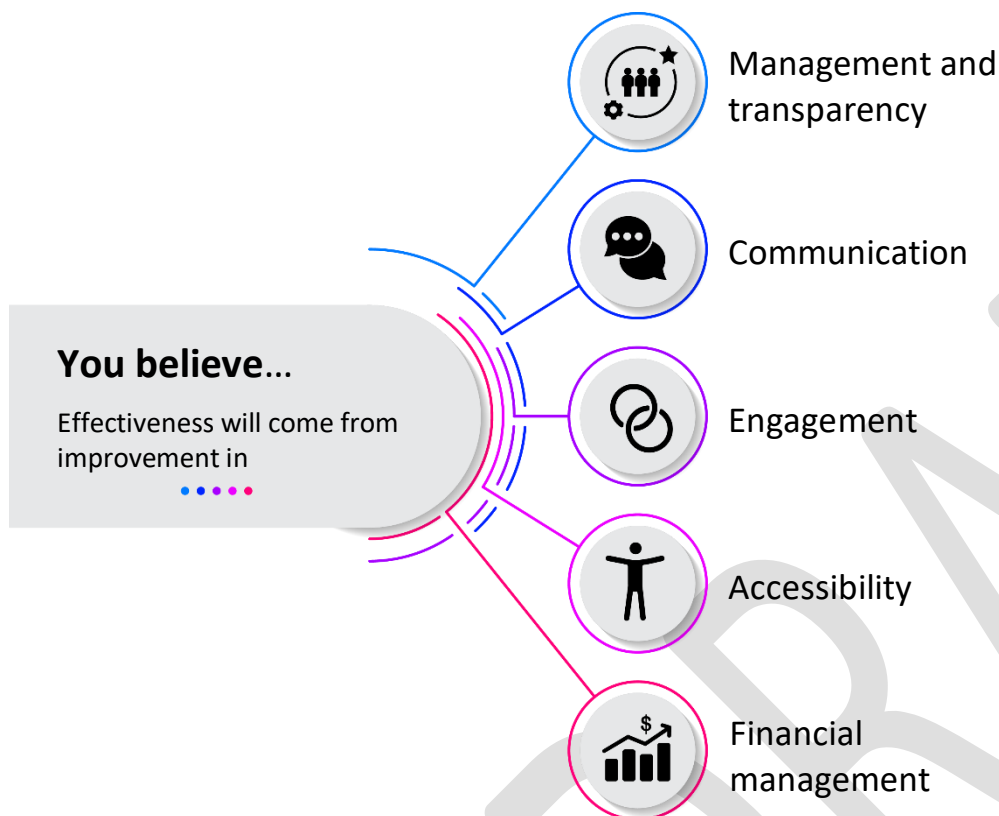 Management and
transparency
Communication
You believe...
Effectiveness will come from
improvement in
Engagement
Accessibility
$
Financial
management